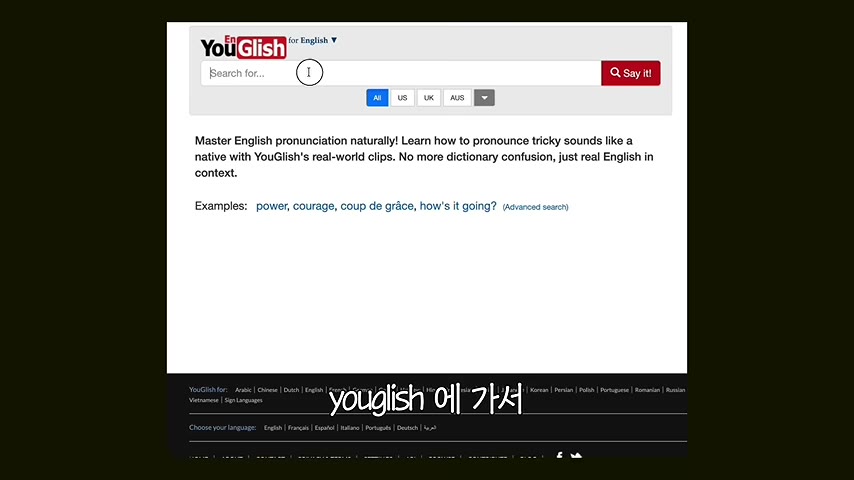 En
YouGlish for English ▼
Search for...
Say it!
All US UK AUS
Master English pronunciation naturally! Learn how to pronounce tricky sounds like a
native with YouGlish's real-world clips. No more dictionary confusion, just real English in
context.
Examples: power, courage, coup de grâce, how's it going? (Advanced search)
YouGlish for: Arabic | Chinese | Dutch | English | French | Korean | Persian | Polish | Portuguese | Romanian | Russian
Vietnamese | Sign Languages
youglish 에 가서
Choose your language: English | Français | Español | Italiano | Português | Deutsch | العربية